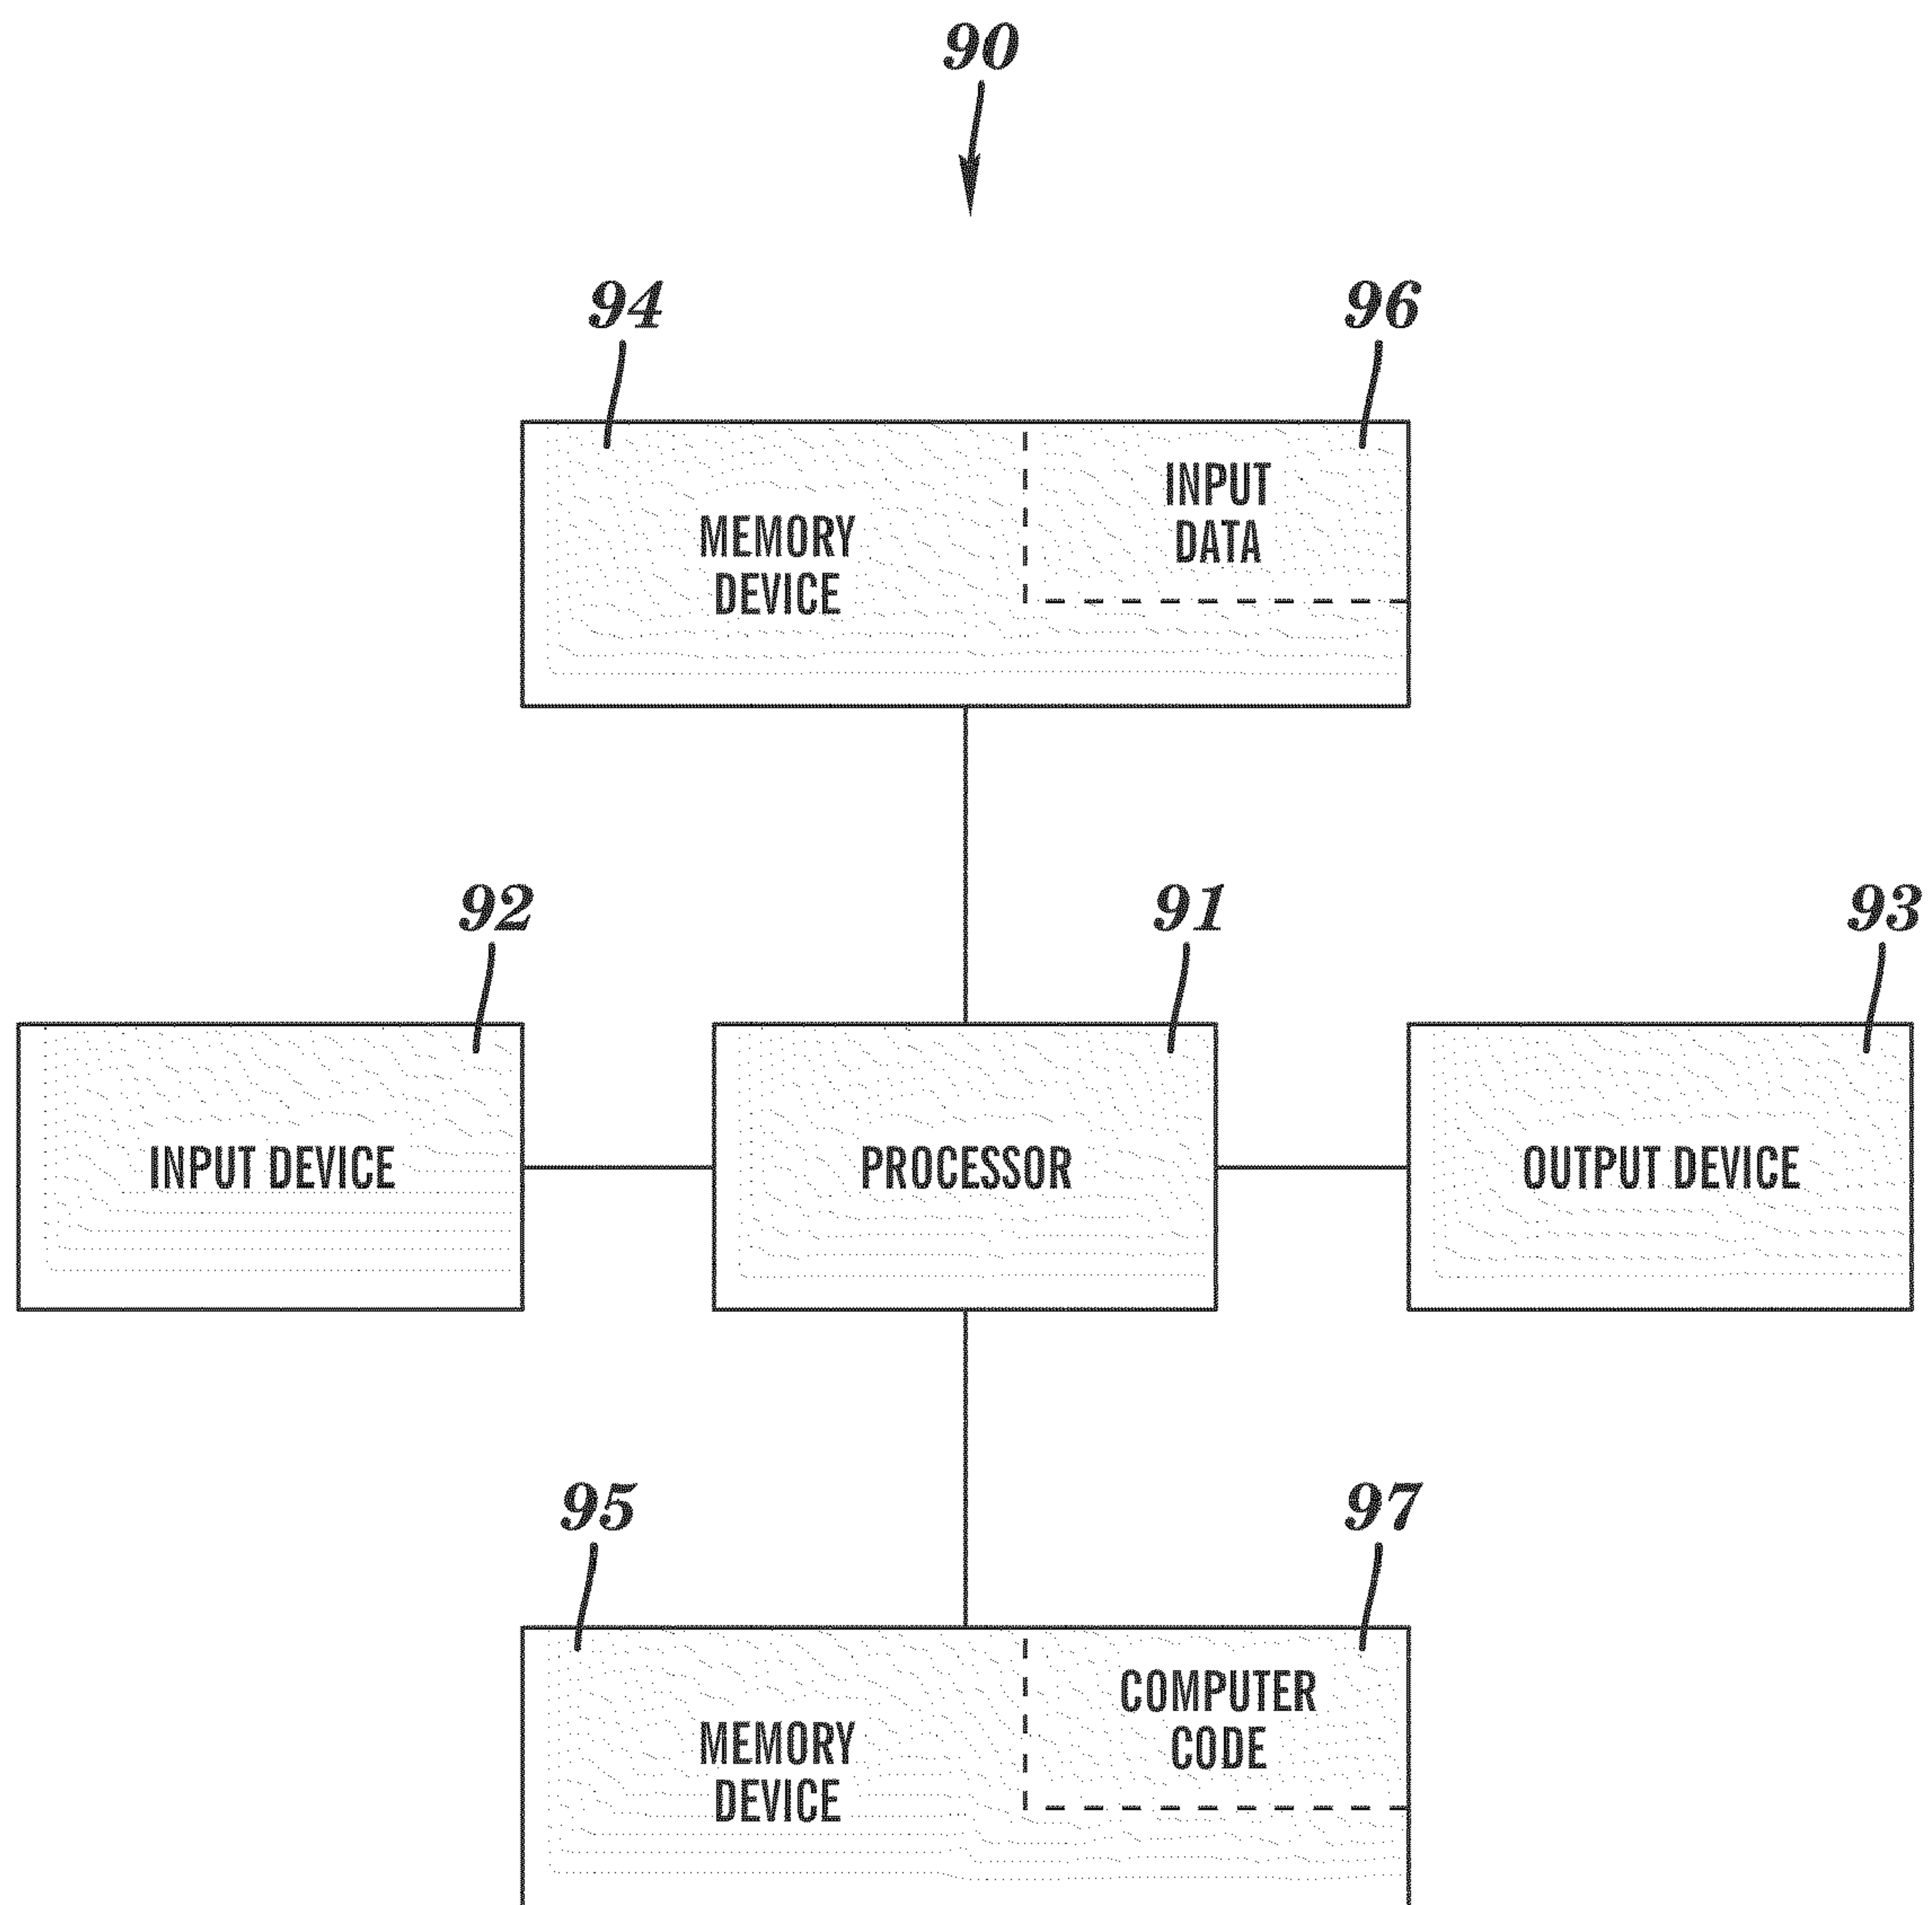 90
94
96
MEMORY
DEVICE
INPUT
DATA
92
91
93
INPUT DEVICE
PROCESSOR
OUTPUT DEVICE
95
97
MEMORY
DEVICE
COMPUTER
CODE